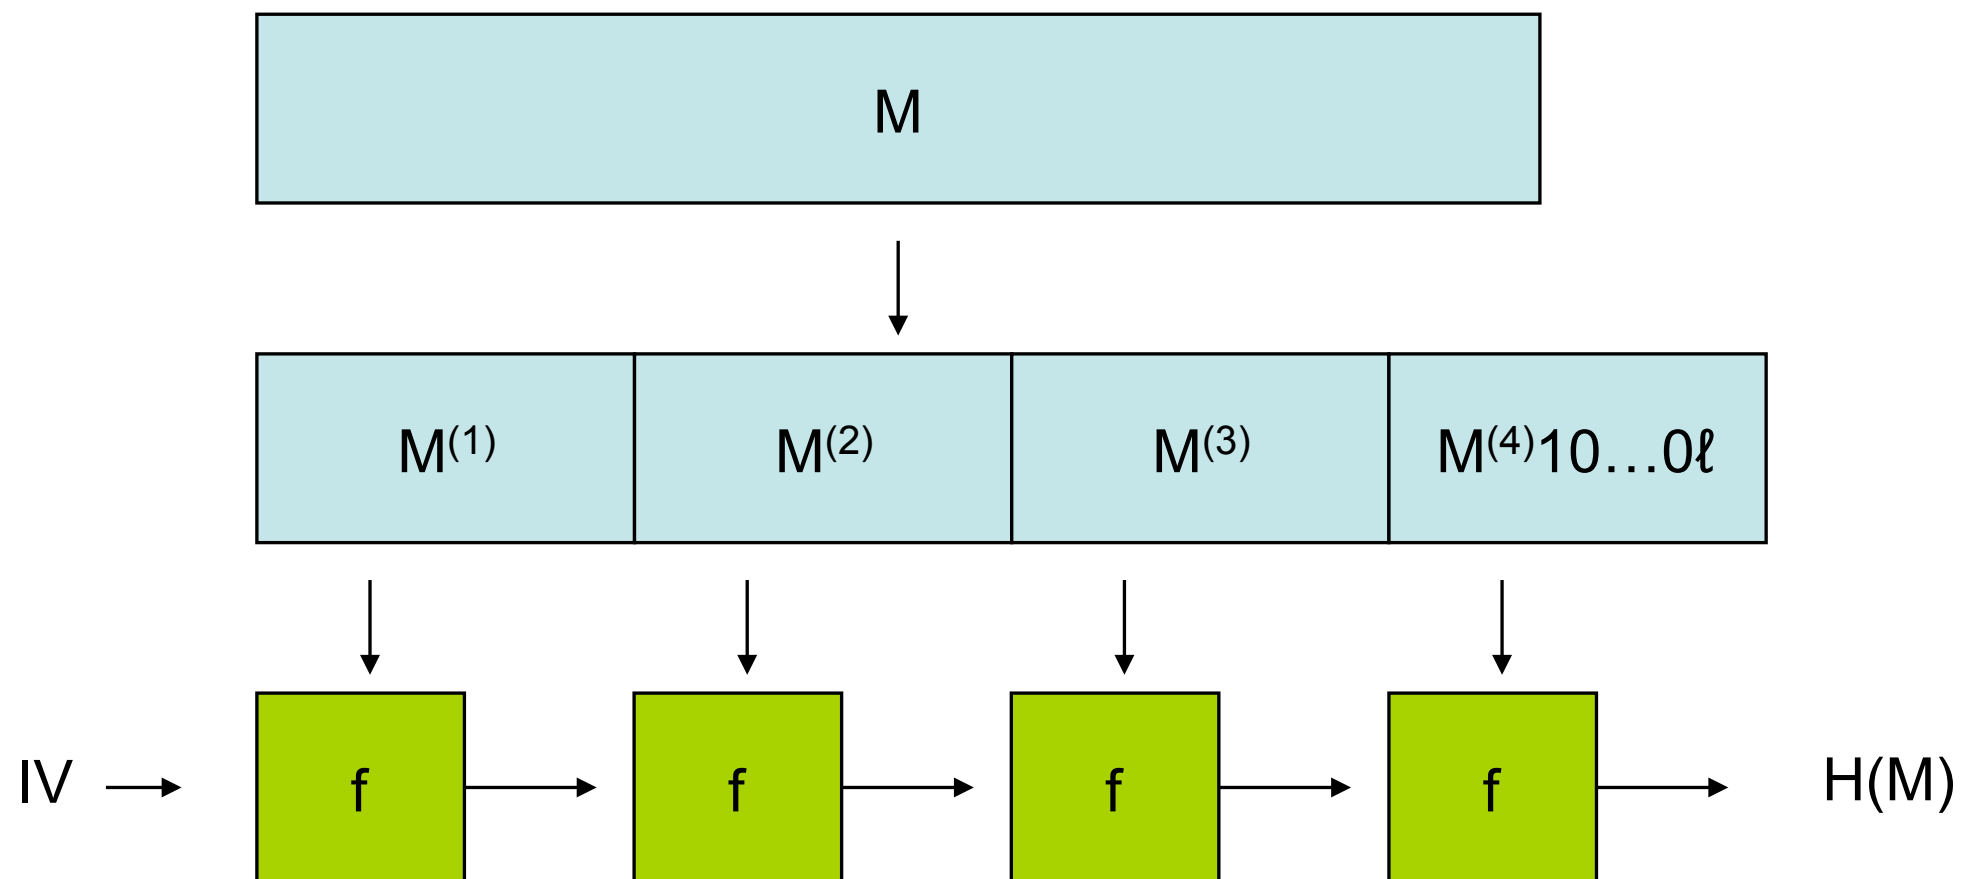 M
M⁽¹⁾ M⁽²⁾ M⁽³⁾ M⁽⁴⁾10…0ℓ
IV f f f f H(M)